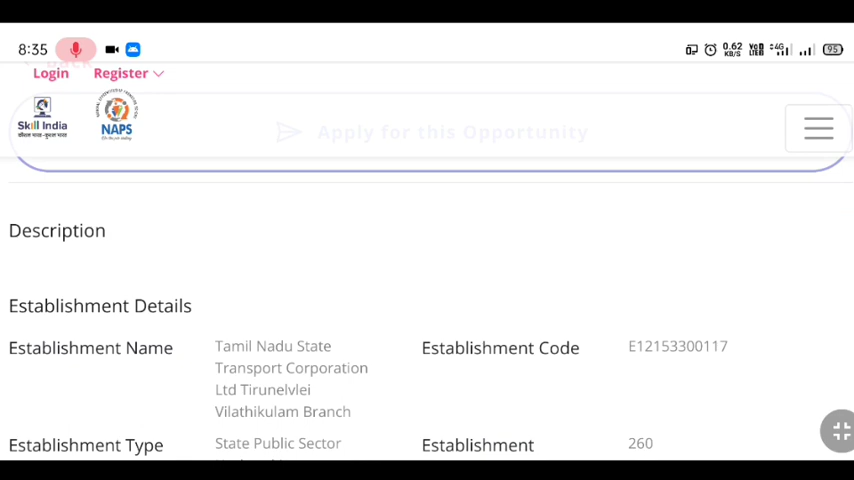 8:35
0.62 KB/S
4G
95
Login Register
Skill India
NAPS
Apply for this Opportunity
Description
Establishment Details
Establishment Name Tamil Nadu State Establishment Code E12153300117
Transport Corporation
Ltd Tirunelvlei
Vilathikulam Branch
Establishment Type State Public Sector Establishment 260